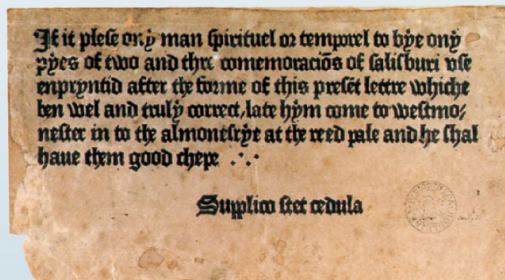 If it plese ony man spirituel or temporel to bye ony
pyes of two and thre comemoraciõs of salisburi vse
enpryntid after the forme of this presẽt lettre whiche
ben wel and truly correct, late hym come to westmo⸗
nester in to the almonesrye at the reed pale and he shal
haue them good chepe .·.·
Supplico stet cedula